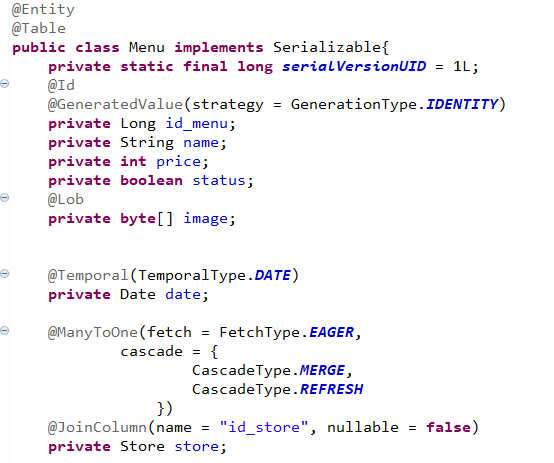 @Entity
@Table
public class Menu implements Serializable{
private static final long serialVersionUID = 1L;
@Id
@GeneratedValue(strategy = GenerationType.IDENTITY)
private Long id_menu;
private String name;
private int price;
private boolean status;
@Lob
private byte[] image;
@Temporal(TemporalType.DATE)
private Date date;
@ManyToOne(fetch = FetchType.EAGER,
cascade = {
CascadeType.MERGE,
CascadeType.REFRESH
})
@JoinColumn(name = "id_store", nullable = false)
private Store store;